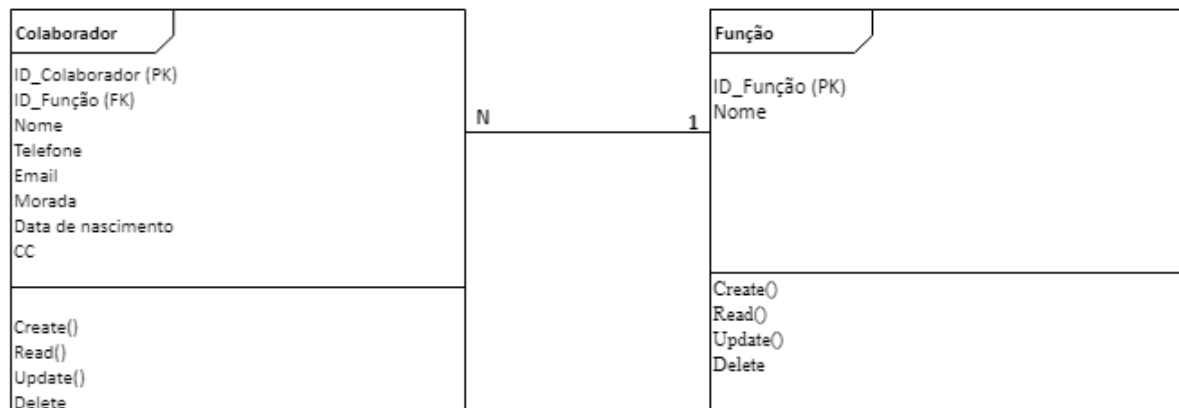 Colaborador
ID_Colaborador (PK)
ID_Função (FK)
Nome
Telefone
Email
Morada
Data de nascimento
CC
Create()
Read()
Update()
Delete
N
1
Função
ID_Função (PK)
Nome
Create()
Read()
Update()
Delete